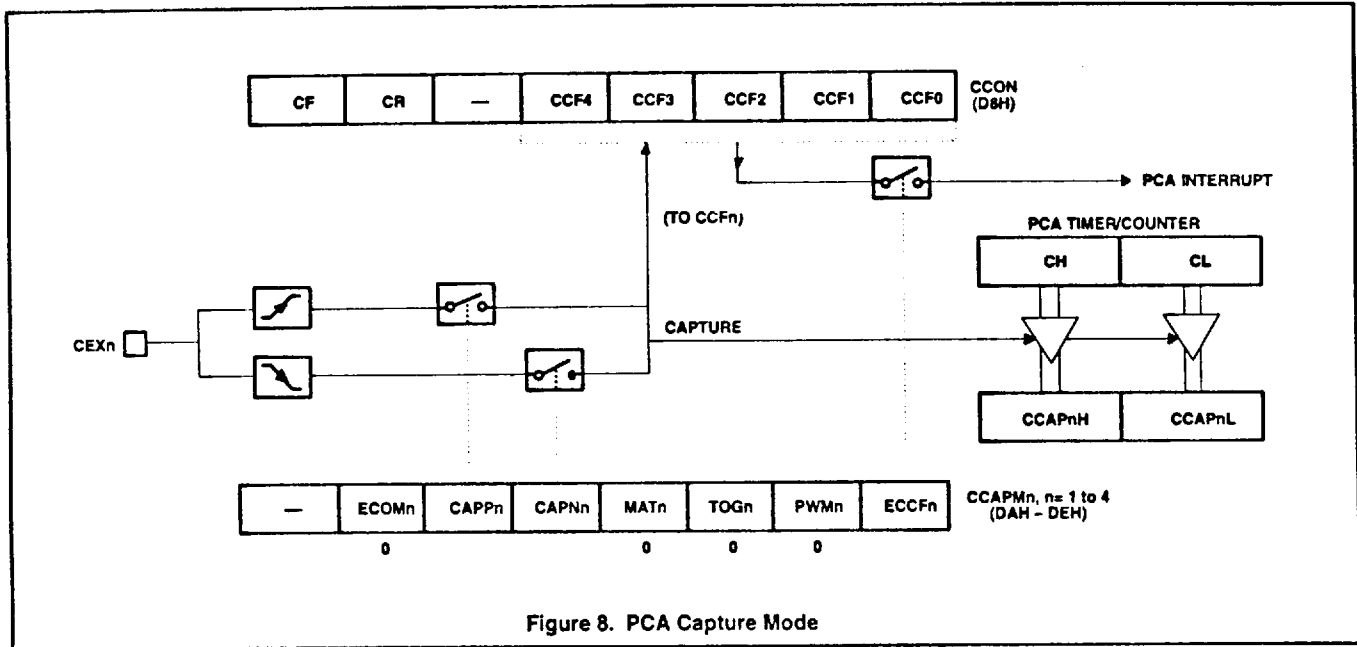 CF CR — CCF4 CCF3 CCF2 CCF1 CCF0
CCON
(D8H)
PCA INTERRUPT
(TO CCFn)
PCA TIMER/COUNTER
CH CL
CEXn
CAPTURE
CCAPnH CCAPnL
— ECOMn CAPPn CAPNn MATn TOGn PWMn ECCFn
CCAPMn, n= 1 to 4
(DAH – DEH)
0 0 0 0
Figure 8. PCA Capture Mode